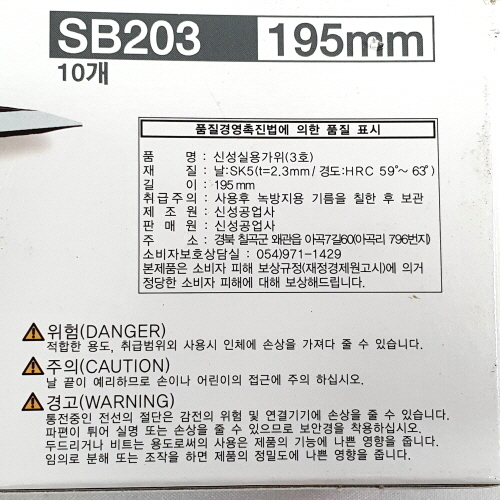 SB203 195mm
10개
품질경영촉진법에 의한 품질 표시
품 명 : 신성실용가위(3호)
재 질 : 날:SK5(t=2.3mm/경도:HRC 59°~ 63°)
길 이 : 195mm
취급주의 : 사용후 녹방지용 기름을 칠한 후 보관
제 조 원 : 신성공업사
판 매 원 : 신성공업사
주 소 : 경북 칠곡군 왜관읍 아곡7길60(아곡리 796번지)
소비자보호상담실 : 054)971-1429
본제품은 소비자 피해 보상규정(재정경제원고시)에 의거
정당한 소비자 피해에 대해 보상해드립니다.
위험(DANGER)
적합한 용도, 취급범위외 사용시 인체에 손상을 가져다 줄 수 있습니다.
주의(CAUTION)
날 끝이 예리하므로 손이나 어린이의 접근에 주의 하십시오.
경고(WARNING)
통전중인 전선의 절단은 감전의 위험 및 연결기기에 손상을 줄 수 있습니다.
파편이 튀어 실명 또는 손상을 줄 수 있으므로 보안경을 착용하십시오.
두드리거나 비트는 용도로써의 사용은 제품의 기능에 나쁜 영향을 줍니다.
임의로 분해 또는 조작을 하면 제품의 정밀도에 나쁜 영향을 줍니다.